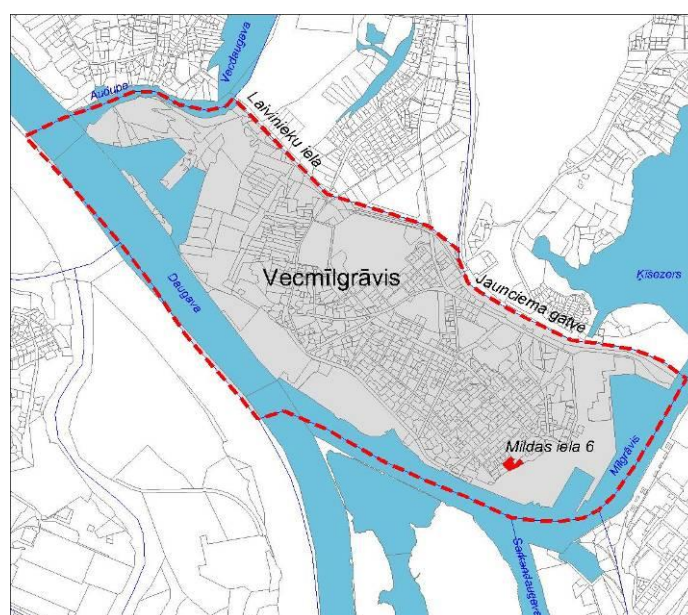 Vecdaugava
Audupe
Laivinieku iela
Ķīšezers
Vecmīlgrāvis
Jaunciema gatve
Daugava
Mildas iela 6
Mīlgrāvis
Sarkandaugava